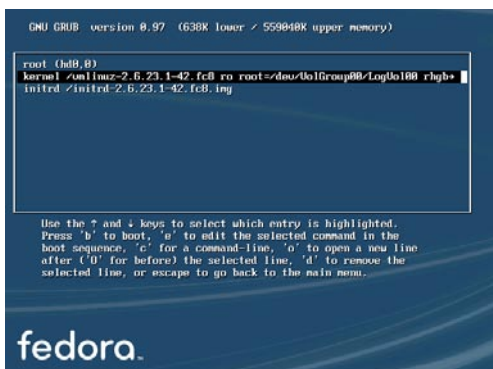 GNU GRUB version 0.97 (638K lower / 559040K upper memory)
root (hd0,0)
kernel /vmlinuz-2.6.23.1-42.fc8 ro root=/dev/VolGroup00/LogVol00 rhgb→
initrd /initrd-2.6.23.1-42.fc8.img
Use the ↑ and ↓ keys to select which entry is highlighted.
Press 'b' to boot, 'e' to edit the selected command in the
boot sequence, 'c' for a command-line, 'o' to open a new line
after ('O' for before) the selected line, 'd' to remove the
selected line, or escape to go back to the main menu.
fedora